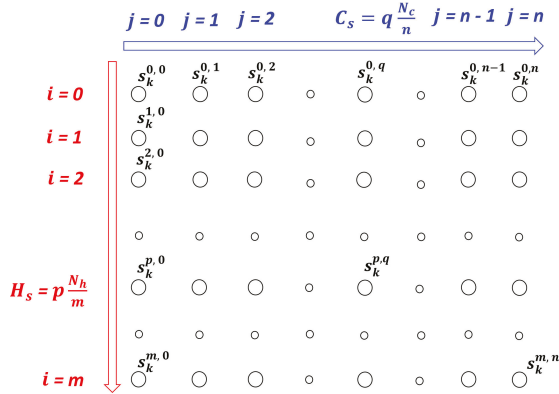 j = 0 j = 1 j = 2 C_s = q N_c/n j = n - 1 j = n
s_k^{0,0} s_k^{0,1} s_k^{0,2} s_k^{0,q} s_k^{0,n-1} s_k^{0,n}
i = 0
s_k^{1,0}
i = 1
s_k^{2,0}
i = 2
s_k^{p,0} s_k^{p,q}
H_s = p N_h/m
s_k^{m,0} s_k^{m,n}
i = m